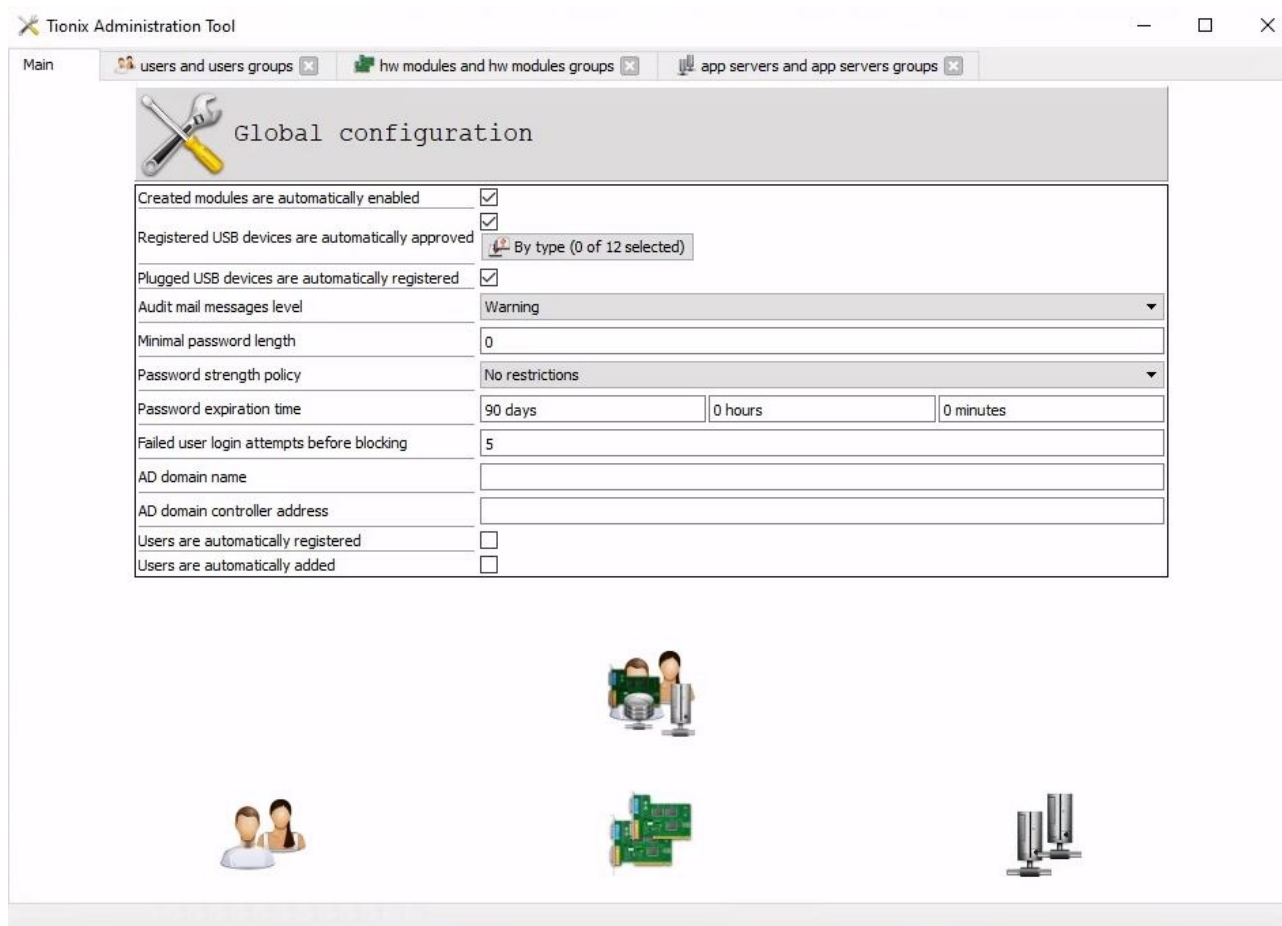 Tionix Administration Tool
Main users and users groups hw modules and hw modules groups app servers and app servers groups
Global configuration
Created modules are automatically enabled
Registered USB devices are automatically approved
By type (0 of 12 selected)
Plugged USB devices are automatically registered
Audit mail messages level Warning
Minimal password length 0
Password strength policy No restrictions
Password expiration time 90 days 0 hours 0 minutes
Failed user login attempts before blocking 5
AD domain name
AD domain controller address
Users are automatically registered
Users are automatically added